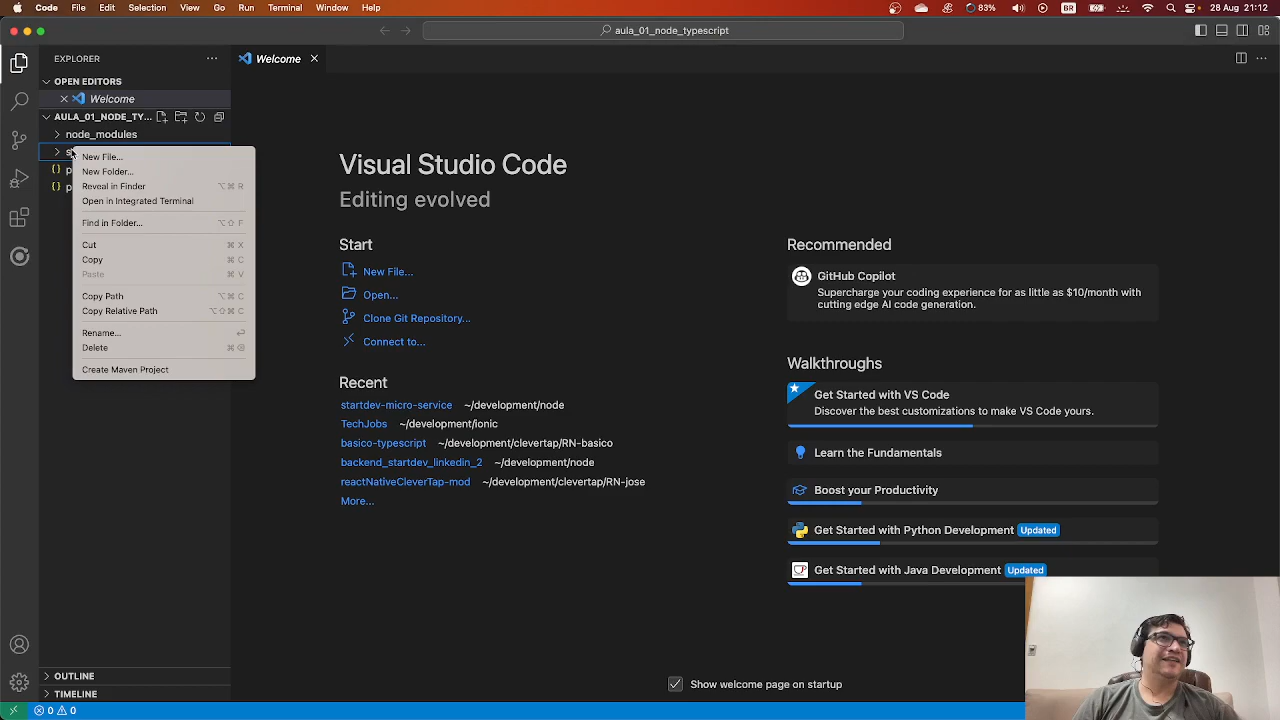 Code File Edit Selection View Go Run Terminal Window Help 83% BR 28 Aug 21:12
aula_01_node_typescript
EXPLORER
Welcome
OPEN EDITORS
Welcome
AULA_01_NODE_TY...
node_modules
s
p
p
New File...
New Folder...
Reveal in Finder ⌥⌘ R
Open in Integrated Terminal
Find in Folder... ⌥⇧ F
Cut ⌘ X
Copy ⌘ C
Paste ⌘ V
Copy Path ⌥⌘ C
Copy Relative Path ⌥⇧⌘ C
Rename... ⏎
Delete ⌘⌫
Create Maven Project
Visual Studio Code
Editing evolved
Start
New File...
Open...
Clone Git Repository...
Connect to...
Recent
startdev-micro-service ~/development/node
TechJobs ~/development/ionic
basico-typescript ~/development/clevertap/RN-basico
backend_startdev_linkedin_2 ~/development/node
reactNativeCleverTap-mod ~/development/clevertap/RN-jose
More...
Recommended
GitHub Copilot
Supercharge your coding experience for as little as $10/month with
cutting edge AI code generation.
Walkthroughs
Get Started with VS Code
Discover the best customizations to make VS Code yours.
Learn the Fundamentals
Boost your Productivity
Get Started with Python Development Updated
Get Started with Java Development Updated
Show welcome page on startup
OUTLINE
TIMELINE
0 0